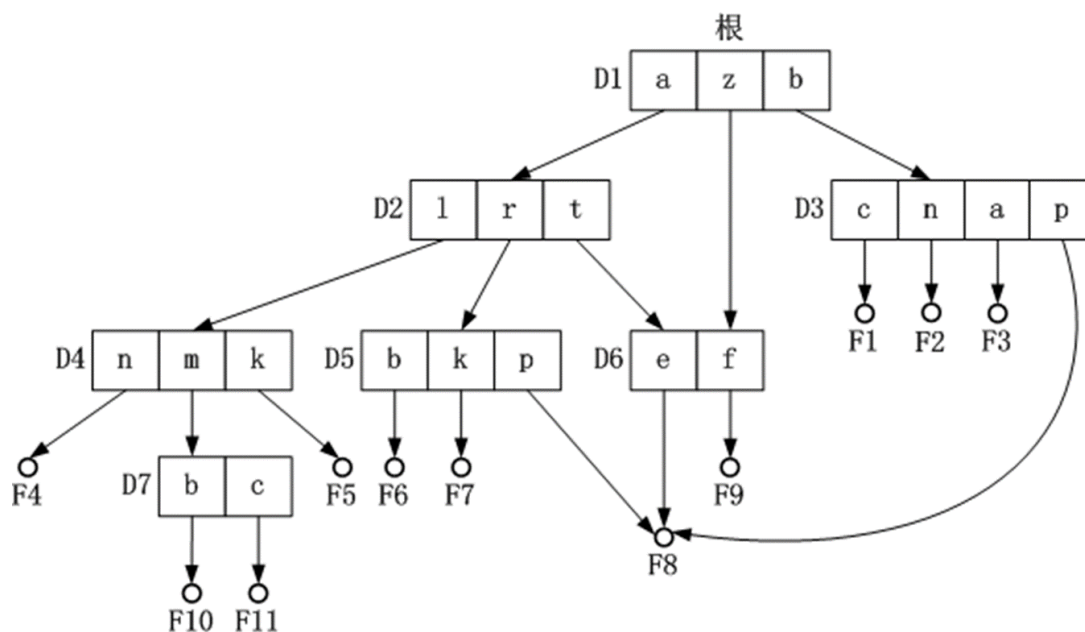 根
D1 a z b
D2 l r t
D3 c n a p
F1 F2 F3
D4 n m k
D5 b k p
D6 e f
F4
D7 b c
F5 F6 F7
F9
F8
F10 F11